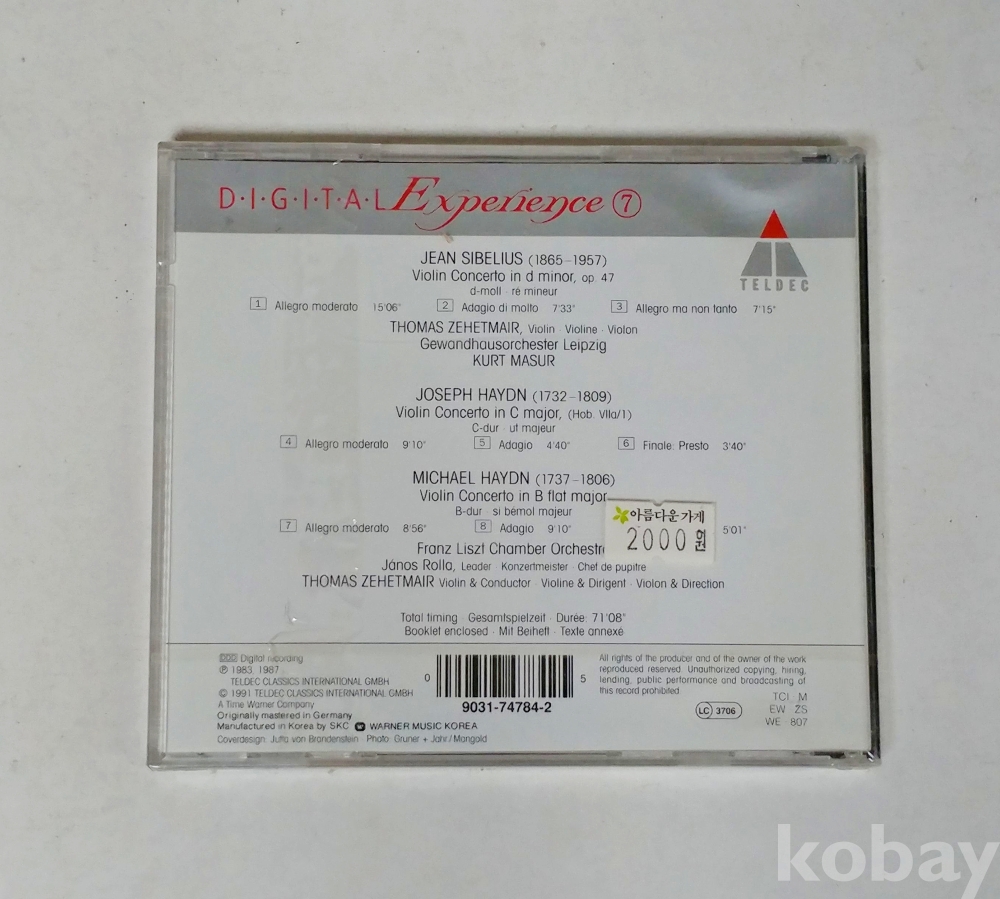 D·I·G·I·T·A·L Experience 7
TELDEC
JEAN SIBELIUS (1865–1957)
Violin Concerto in d minor, op. 47
d-moll · ré mineur
1 Allegro moderato 15'06" 2 Adagio di molto 7'33" 3 Allegro ma non tanto 7'15"
THOMAS ZEHETMAIR, Violin · Violine · Violon
Gewandhausorchester Leipzig
KURT MASUR
JOSEPH HAYDN (1732–1809)
Violin Concerto in C major, (Hob. VIIa/1)
C-dur · ut majeur
4 Allegro moderato 9'10" 5 Adagio 4'40" 6 Finale: Presto 3'40"
MICHAEL HAYDN (1737–1806)
Violin Concerto in B flat major
B-dur si bémol majeur
7 Allegro moderato 8'56" 8 Adagio 9'10" 5'01"
아름다운가게
2000원
Franz Liszt Chamber Orchestra
János Rolla, Leader · Konzertmeister · Chef de pupitre
THOMAS ZEHETMAIR Violin & Conductor · Violine & Dirigent · Violon & Direction
Total timing · Gesamtspielzeit · Durée: 71'08"
Booklet enclosed · Mit Beiheft · Texte annexé
DDD Digital recording
℗ 1983, 1987
TELDEC CLASSICS INTERNATIONAL GMBH
© 1991 TELDEC CLASSICS INTERNATIONAL GMBH
A Time Warner Company
Originally mastered in Germany
Manufactured in Korea by SKC WARNER MUSIC KOREA
Coverdesign: Jutta von Brandenstein · Photo: Gruner + Jahr/Mangold
0 5
9031-74784-2
All rights of the producer and of the owner of the work
reproduced reserved. Unauthorized copying, hiring,
lending, public performance and broadcasting of
this record prohibited.
LC 3706
TCI M
EW ZS
WE 807
kobay